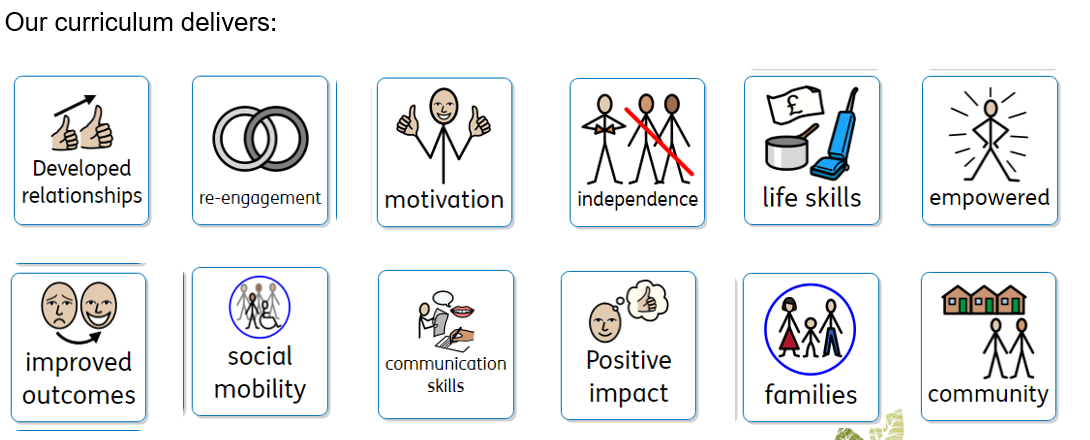 Our curriculum delivers:
£
Developed
relationships
re-engagement
motivation
independence
life skills
empowered
improved
outcomes
social
mobility
communication
skills
Positive
impact
families
community